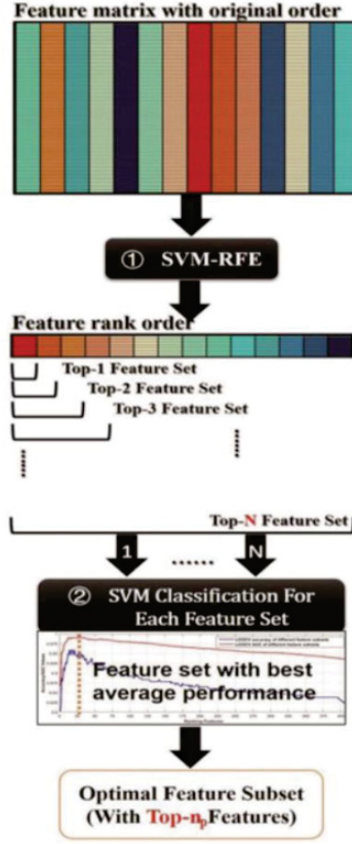 Feature matrix with original order
① SVM-RFE
Feature rank order
Top-1 Feature Set
Top-2 Feature Set
Top-3 Feature Set
Top-N Feature Set
1 ...... N
② SVM Classification For
Each Feature Set
Feature set with best
average performance
Optimal Feature Subset
(With Top-npFeatures)